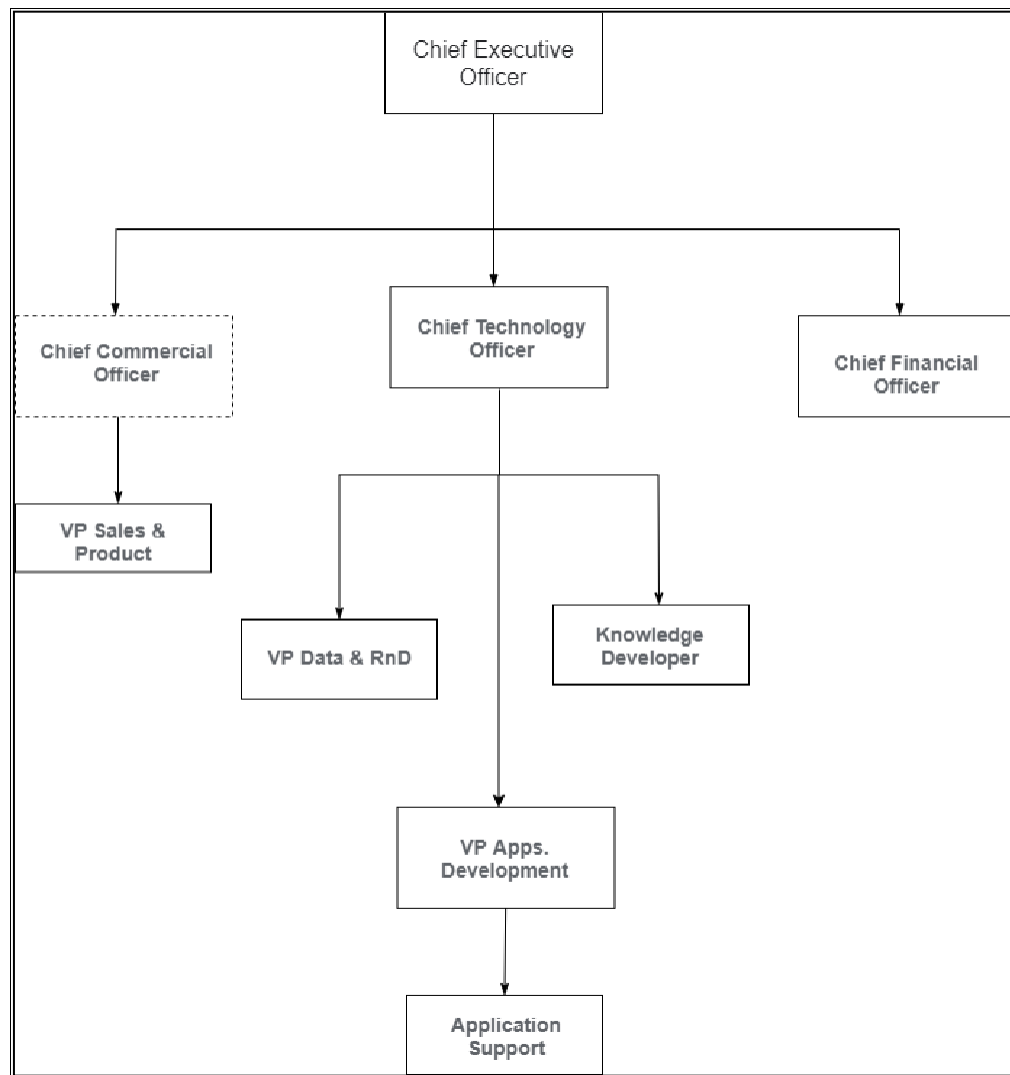 Chief Executive
Officer
Chief Commercial
Officer
Chief Technology
Officer
Chief Financial
Officer
VP Sales &
Product
VP Data & RnD
Knowledge
Developer
VP Apps.
Development
Application
Support